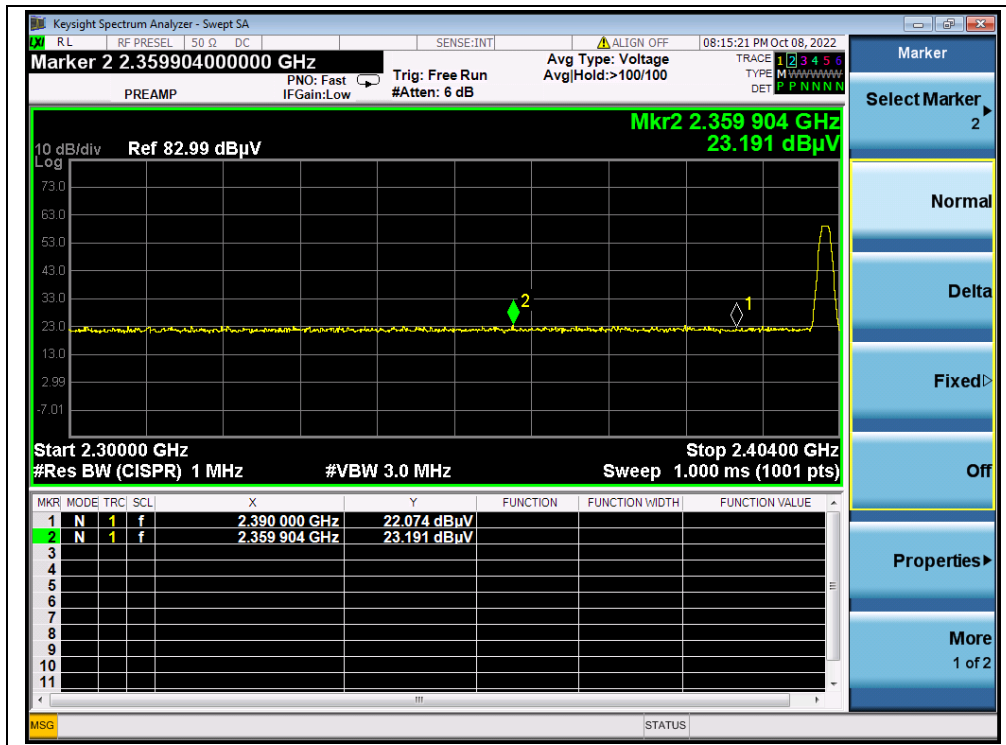 Keysight Spectrum Analyzer - Swept SA
LXI RL RF PRESEL 50 Ω DC SENSE:INT ALIGN OFF 08:15:21 PM Oct 08, 2022
Marker 2 2.359904000000 GHz
PREAMP
PNO: Fast
IFGain:Low
Trig: Free Run
#Atten: 6 dB
Avg Type: Voltage
Avg|Hold:>100/100
TRACE 1 2 3 4 5 6
TYPE M W W W W W
DET P P N N N N
Mkr2 2.359 904 GHz
23.191 dBµV
10 dB/div Ref 82.99 dBµV
Log
73.0
63.0
53.0
43.0
33.0
23.0
13.0
2.99
-7.01
2
1
Start 2.30000 GHz Stop 2.40400 GHz
#Res BW (CISPR) 1 MHz #VBW 3.0 MHz Sweep 1.000 ms (1001 pts)
MKR MODE TRC SCL X Y FUNCTION FUNCTION WIDTH FUNCTION VALUE
1 N 1 f 2.390 000 GHz 22.074 dBµV
2 N 1 f 2.359 904 GHz 23.191 dBµV
3
4
5
6
7
8
9
10
11
MSG STATUS
Marker
Select Marker
2
Normal
Delta
Fixed
Off
Properties
More
1 of 2